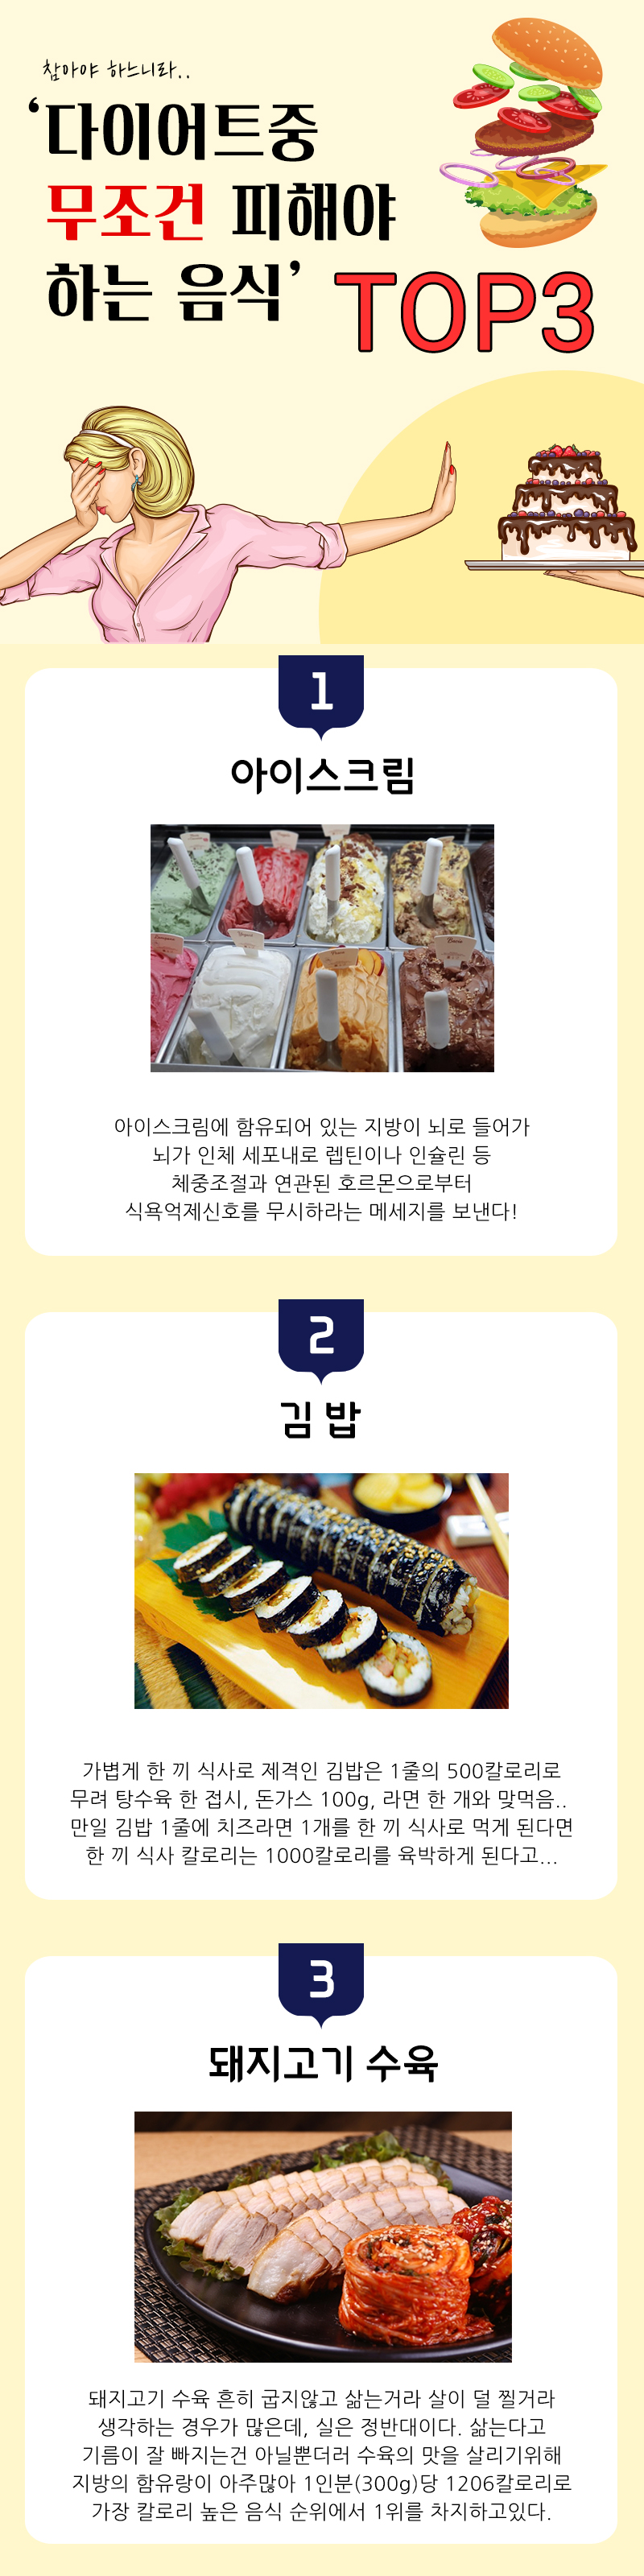 참아야 하느니라..
‘다이어트중
무조건 피해야
하는 음식’
TOP3
1
아이스크림
아이스크림에 함유되어 있는 지방이 뇌로 들어가
뇌가 인체 세포내로 렙틴이나 인슐린 등
체중조절과 연관된 호르몬으로부터
식욕억제신호를 무시하라는 메세지를 보낸다!
2
김밥
가볍게 한 끼 식사로 제격인 김밥은 1줄의 500칼로리로
무려 탕수육 한 접시, 돈가스 100g, 라면 한 개와 맞먹음..
만일 김밥 1줄에 치즈라면 1개를 한 끼 식사로 먹게 된다면
한 끼 식사 칼로리는 1000칼로리를 육박하게 된다고...
3
돼지고기 수육
돼지고기 수육 흔히 굽지않고 삶는거라 살이 덜 찔거라
생각하는 경우가 많은데, 실은 정반대이다. 삶는다고
기름이 잘 빠지는건 아닐뿐더러 수육의 맛을 살리기위해
지방의 함유랑이 아주많아 1인분(300g)당 1206칼로리로
가장 칼로리 높은 음식 순위에서 1위를 차지하고있다.